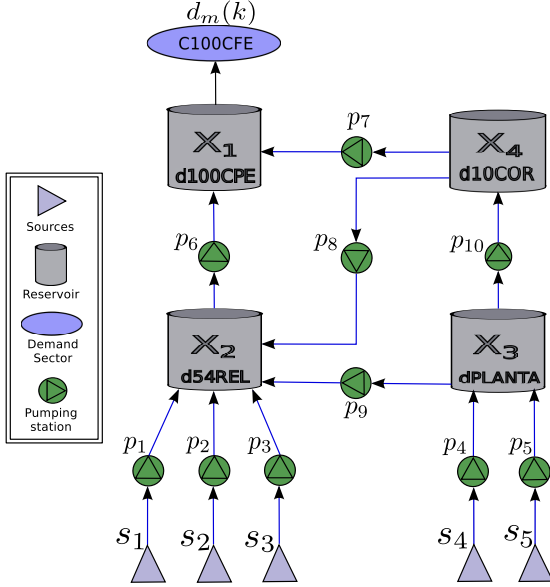 d_m(k)
C100CFE
X_1
d100CPE
p_7
X_4
d10COR
p_6
p_8
p_10
X_2
d54REL
X_3
dPLANTA
p_9
p_1
p_2
p_3
p_4
p_5
s_1
s_2
s_3
s_4
s_5
Sources
Reservoir
Demand
Sector
Pumping
station